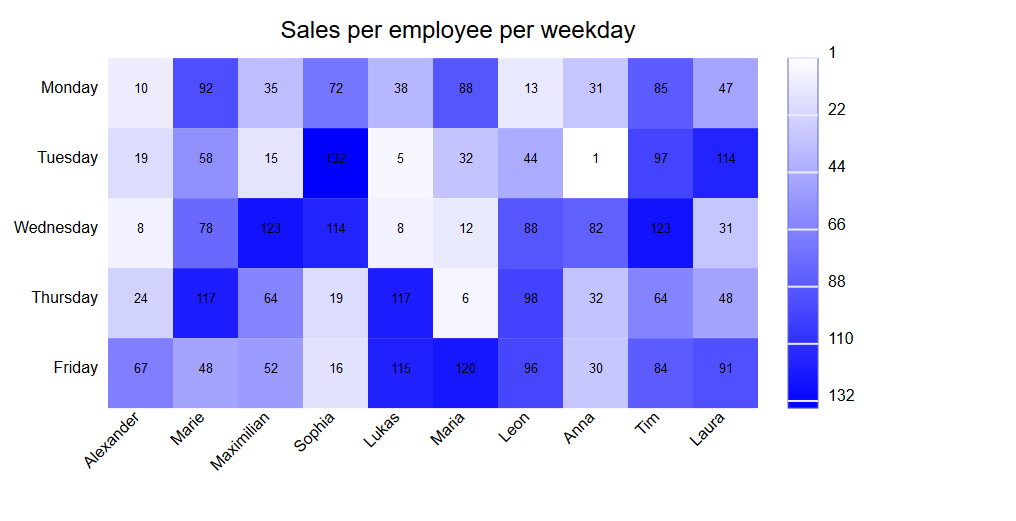 Sales per employee per weekday
Monday 10 92 35 72 38 88 13 31 85 47
Tuesday 19 58 15 132 5 32 44 1 97 114
Wednesday 8 78 123 114 8 12 88 82 123 31
Thursday 24 117 64 19 117 6 98 32 64 48
Friday 67 48 52 16 115 120 96 30 84 91
Alexander Marie Maximilian Sophia Lukas Maria Leon Anna Tim Laura
1
22
44
66
88
110
132